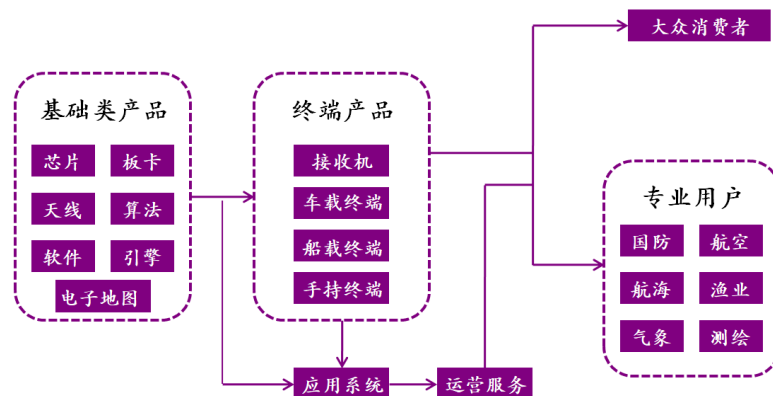 大众消费者
基础类产品
芯片
板卡
天线
算法
软件
引擎
电子地图
终端产品
接收机
车载终端
船载终端
手持终端
应用系统
运营服务
专业用户
国防
航空
航海
渔业
气象
测绘